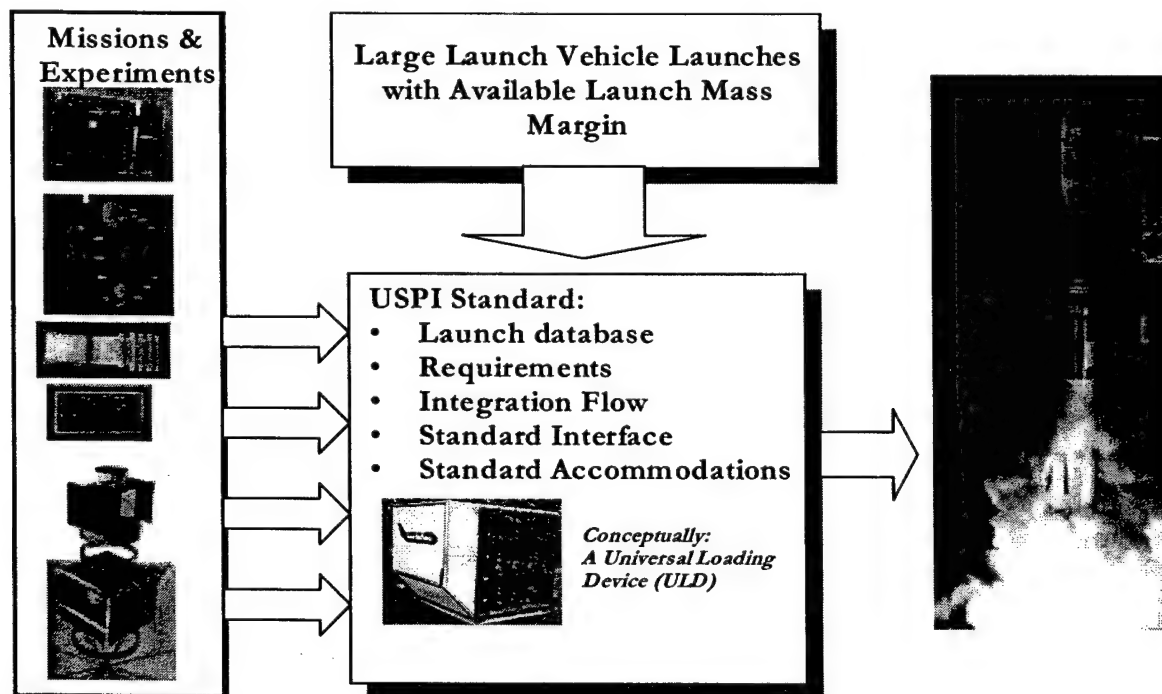 Missions &
Experiments
Large Launch Vehicle Launches
with Available Launch Mass
Margin
USPI Standard:
• Launch database
• Requirements
• Integration Flow
• Standard Interface
• Standard Accommodations
Conceptually:
A Universal Loading
Device (ULD)